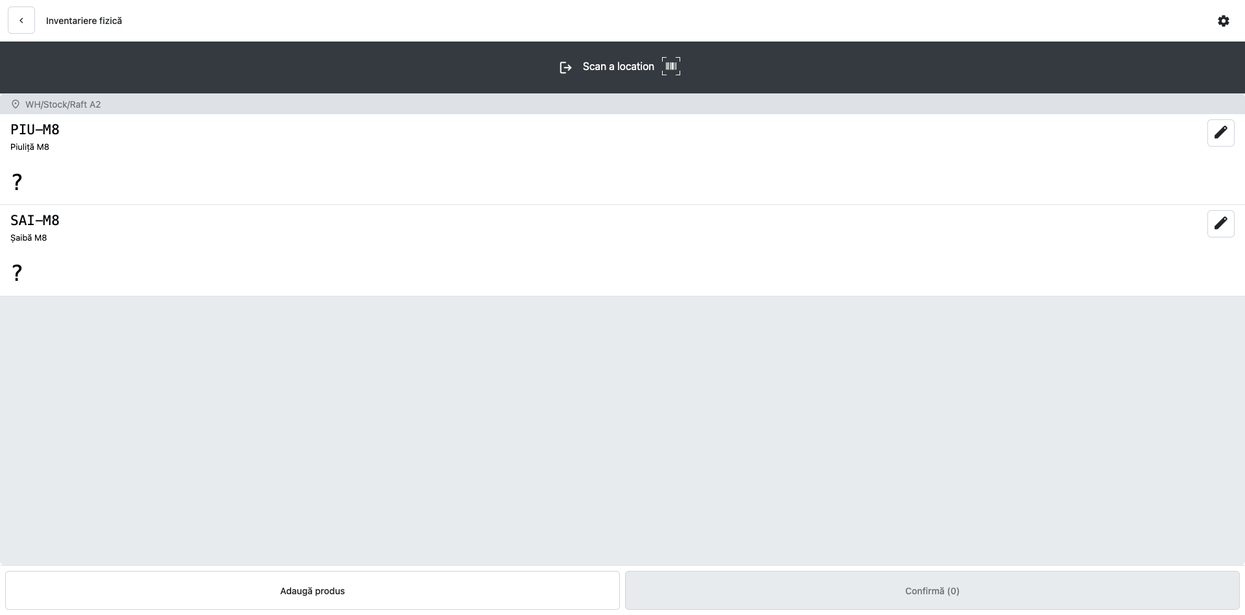 Inventariere fizică
Scan a location
WH/Stock/Raft A2
PIU-M8
Piuliță M8
?
SAI-M8
Șaibă M8
?
Adaugă produs
Confirmă (0)